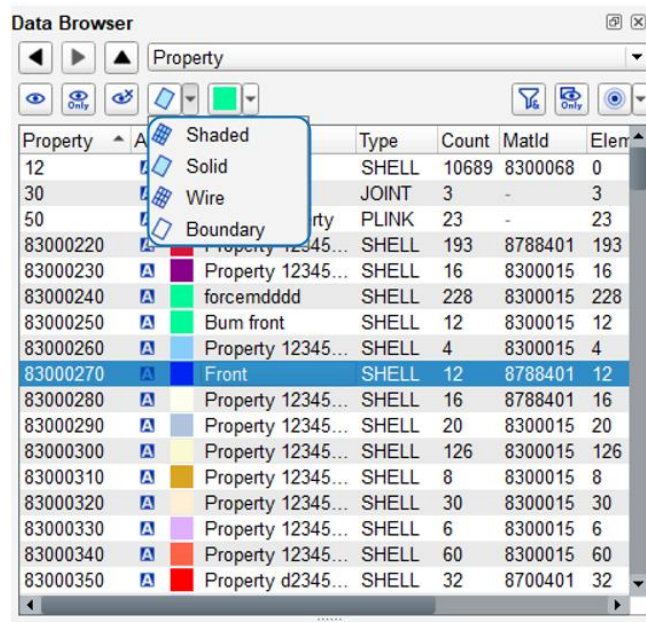 Data Browser
Property
Only
Only
Property A Type Count MatId Elem
Shaded
Solid
Wire
Boundary
12 SHELL 10689 8300068 0
30 JOINT 3 - 3
50 rty PLINK 23 - 23
83000220 A Property 12345... SHELL 193 8788401 193
83000230 A Property 12345... SHELL 16 8300015 16
83000240 A forcemdddd SHELL 228 8300015 228
83000250 A Bum front SHELL 12 8300015 12
83000260 A Property 12345... SHELL 4 8300015 4
83000270 A Front SHELL 12 8788401 12
83000280 A Property 12345... SHELL 16 8788401 16
83000290 A Property 12345... SHELL 20 8300015 20
83000300 A Property 12345... SHELL 126 8300015 126
83000310 A Property 12345... SHELL 8 8300015 8
83000320 A Property 12345... SHELL 30 8300015 30
83000330 A Property 12345... SHELL 6 8300015 6
83000340 A Property 12345... SHELL 60 8300015 60
83000350 A Property d2345... SHELL 32 8700401 32